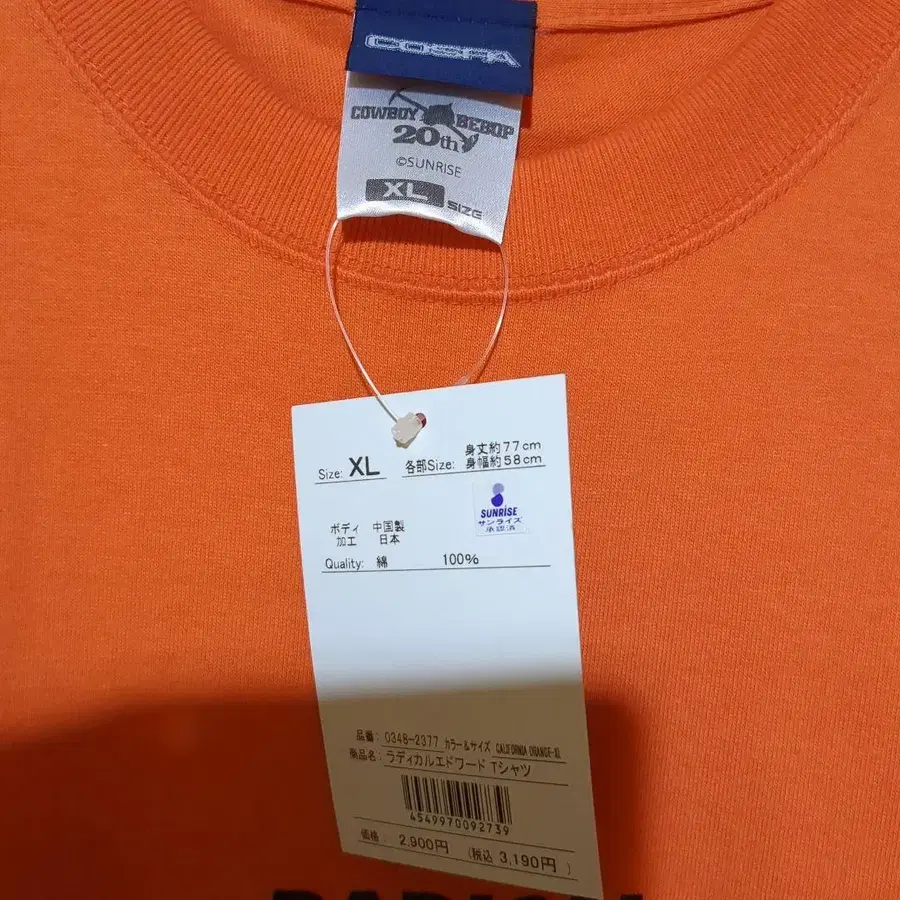 COSPA
COWBOY BEBOP
20th
©SUNRISE
XL SIZE
Size: XL 各部Size: 身丈約77cm
身幅約58cm
SUNRISE
サンライズ
承認済
ボディ 中国製
加工 日本
Quality: 綿 100%
品番: 0348-2377 カラー&サイズ CALIFORNIA ORANGE-XL
商品名: ラディカルエドワード Tシャツ
4549970092739
価格: 2,900円 (税込 3,190円)